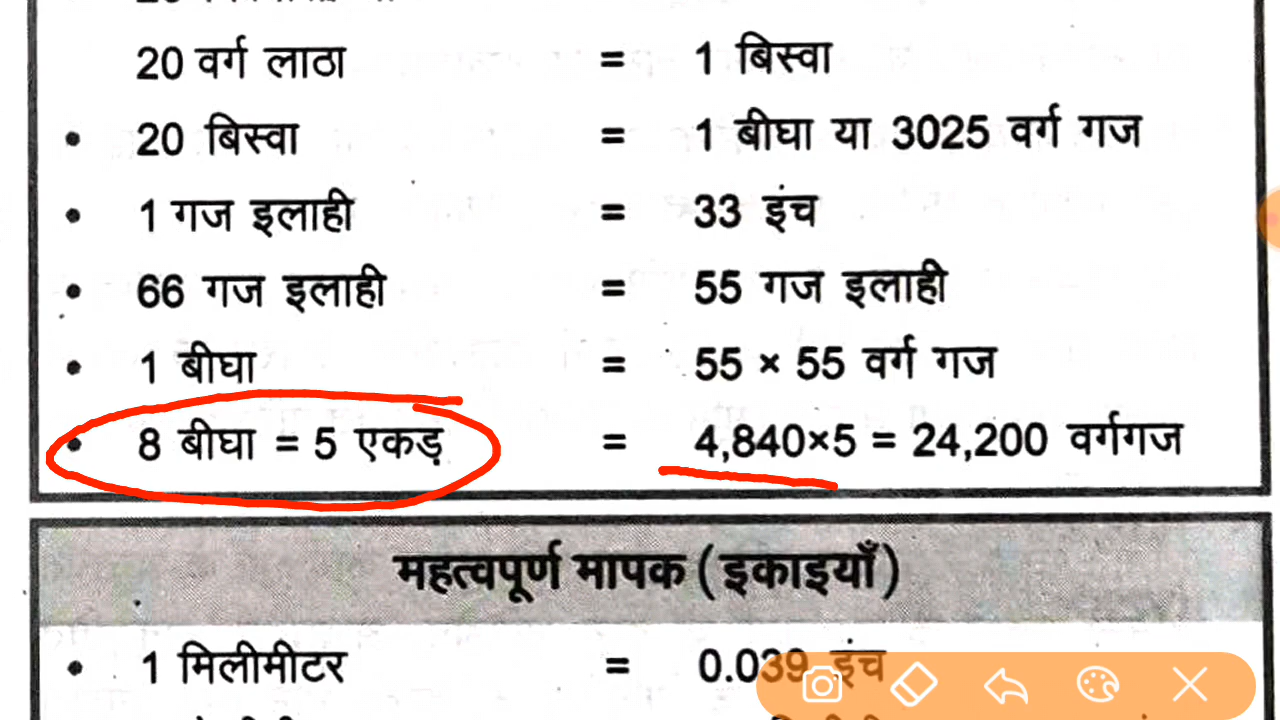 20 वर्ग लाठा = 1 बिस्वा
• 20 बिस्वा = 1 बीघा या 3025 वर्ग गज
• 1 गज इलाही = 33 इंच
• 66 गज इलाही = 55 गज इलाही
• 1 बीघा = 55 × 55 वर्ग गज
• 8 बीघा = 5 एकड़ = 4,840×5 = 24,200 वर्गगज
महत्वपूर्ण मापक (इकाइयाँ)
• 1 मिलीमीटर = 0.039 इंच